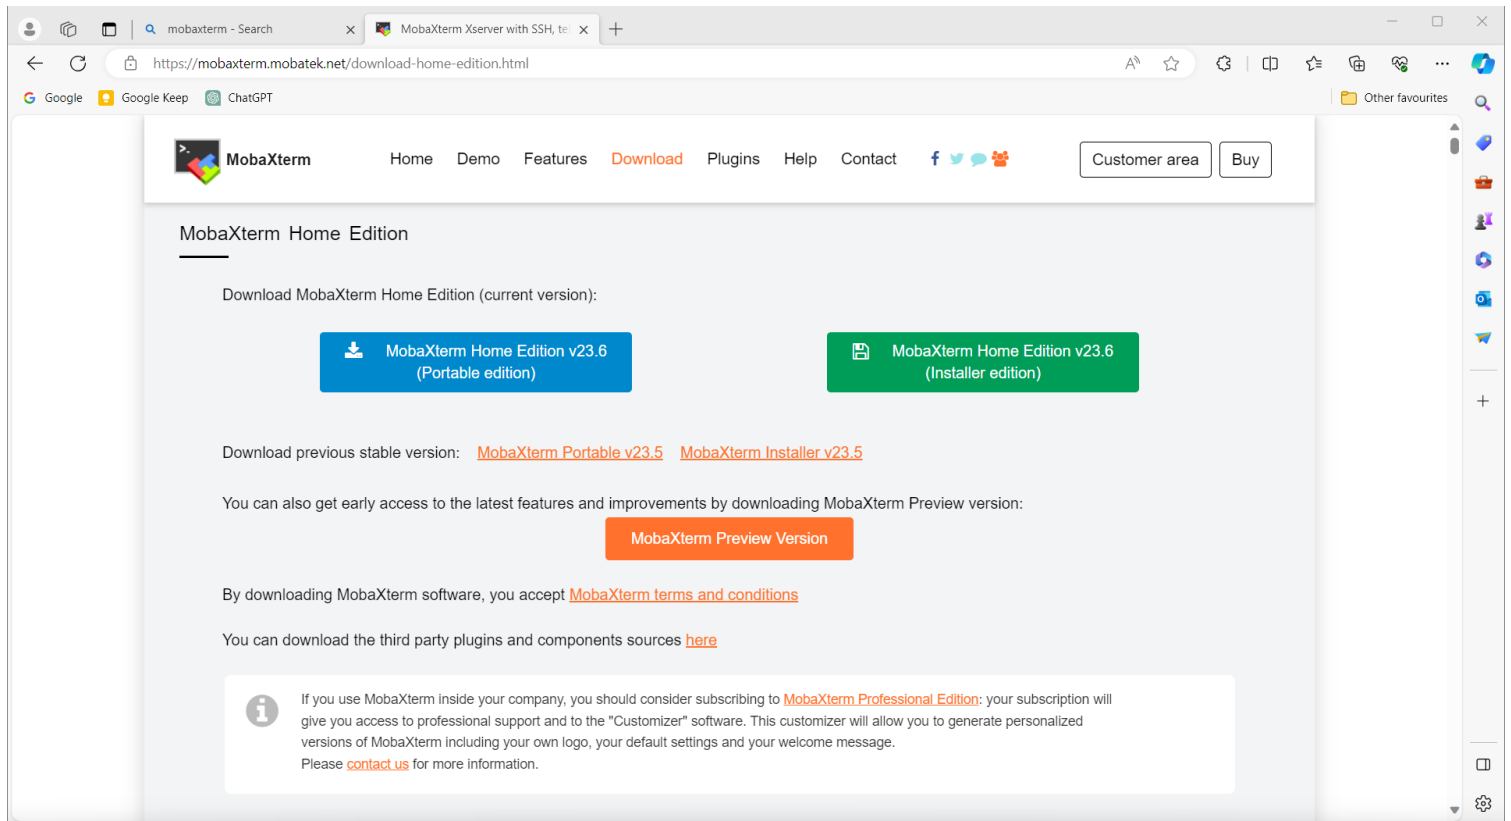 mobaxterm - Search
MobaXterm Xserver with SSH, tel
https://mobaxterm.mobatek.net/download-home-edition.html
Google
Google Keep
ChatGPT
Other favourites
MobaXterm
Home
Demo
Features
Download
Plugins
Help
Contact
Customer area
Buy
MobaXterm Home Edition
Download MobaXterm Home Edition (current version):
MobaXterm Home Edition v23.6
(Portable edition)
MobaXterm Home Edition v23.6
(Installer edition)
Download previous stable version: MobaXterm Portable v23.5 MobaXterm Installer v23.5
You can also get early access to the latest features and improvements by downloading MobaXterm Preview version:
MobaXterm Preview Version
By downloading MobaXterm software, you accept MobaXterm terms and conditions
You can download the third party plugins and components sources here
If you use MobaXterm inside your company, you should consider subscribing to MobaXterm Professional Edition: your subscription will
give you access to professional support and to the "Customizer" software. This customizer will allow you to generate personalized
versions of MobaXterm including your own logo, your default settings and your welcome message.
Please contact us for more information.